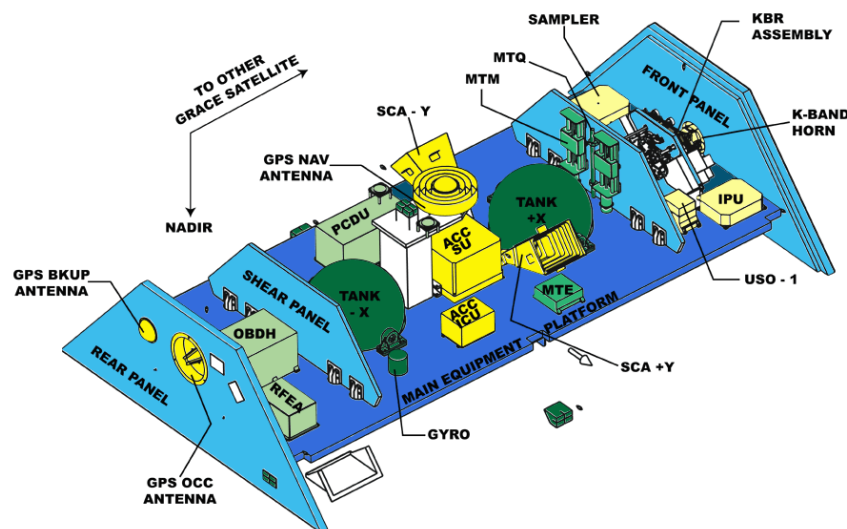 SAMPLER
KBR
ASSEMBLY
MTQ
MTM
FRONT PANEL
TO OTHER
GRACE SATELLITE
SCA - Y
K-BAND
HORN
GPS NAV
ANTENNA
NADIR
PCDU
TANK
+X
IPU
ACC
SU
GPS BKUP
ANTENNA
SHEAR PANEL
TANK
- X
MTE
USO - 1
OBDH
ACC
ICU
MAIN EQUIPMENT PLATFORM
SCA +Y
REAR PANEL
RFEA
GYRO
GPS OCC
ANTENNA